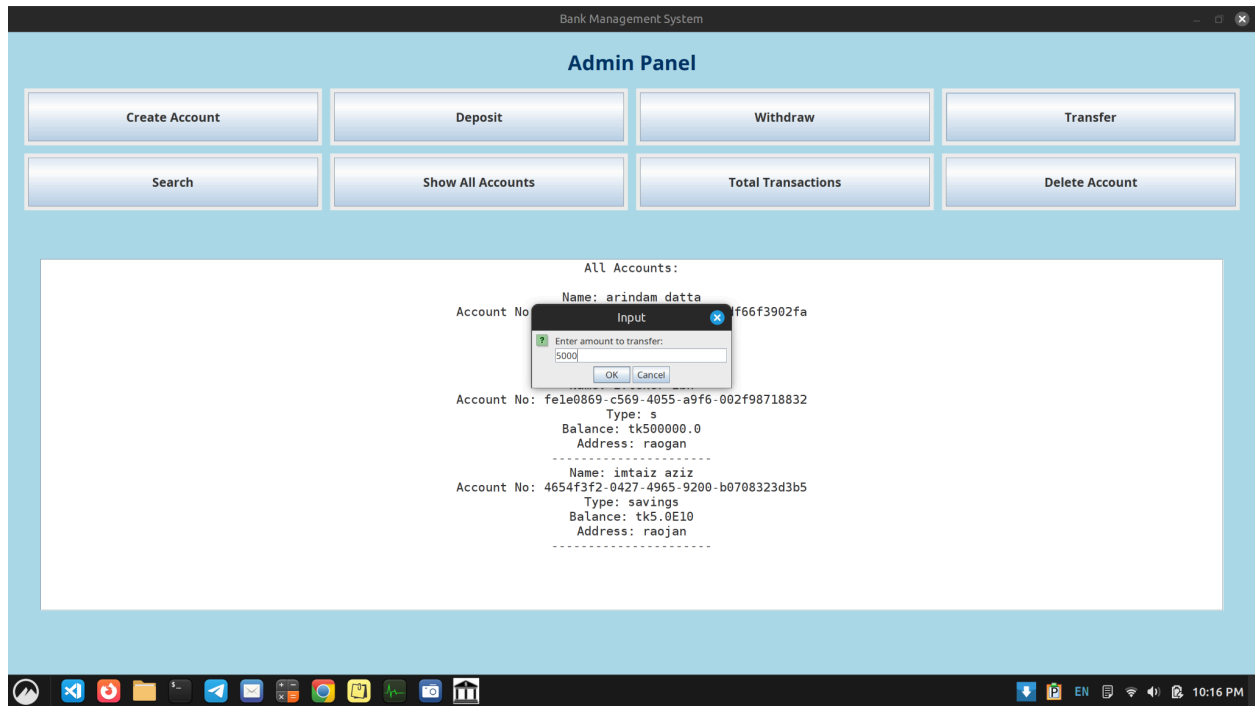 Bank Management System
Admin Panel
Create Account
Deposit
Withdraw
Transfer
Search
Show All Accounts
Total Transactions
Delete Account
All Accounts:
Name: arindam datta
Account No
df66f3902fa
Input
? Enter amount to transfer:
5000
OK
Cancel
Account No: fe1e0869-c569-4055-a9f6-002f98718832
Type: s
Balance: tk500000.0
Address: raogan
----------------------
Name: imtaiz aziz
Account No: 4654f3f2-0427-4965-9200-b0708323d3b5
Type: savings
Balance: tk5.0E10
Address: raojan
----------------------
EN
10:16 PM